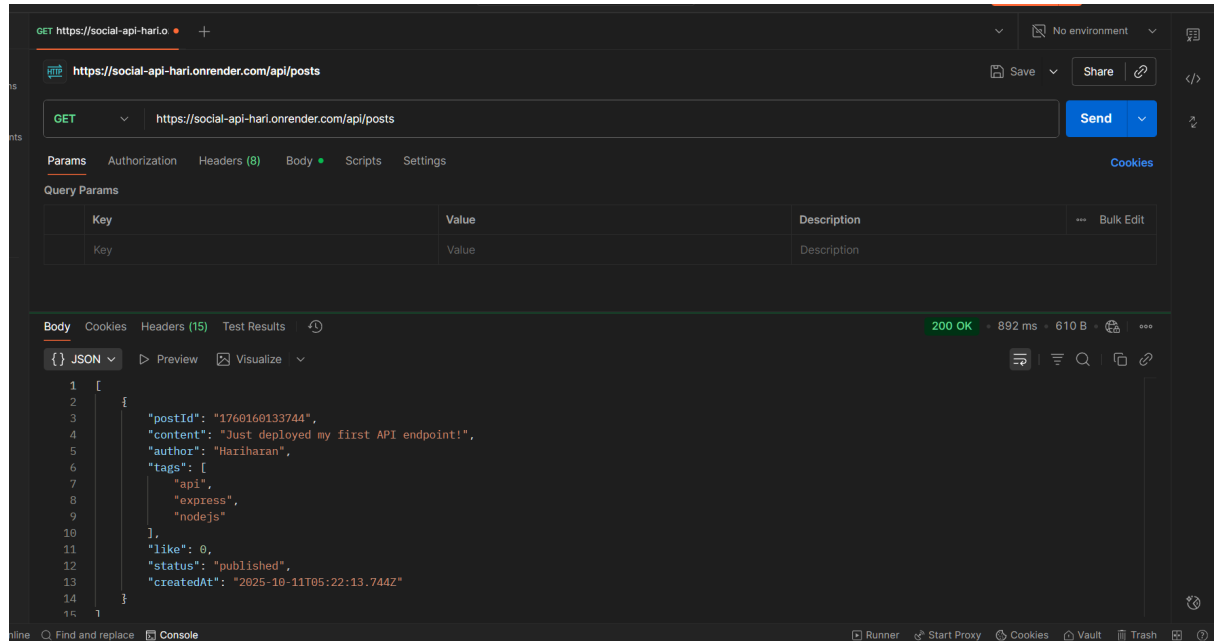 GET https://social-api-hari.o. No environment
HTTP https://social-api-hari.onrender.com/api/posts Save Share
ns
GET https://social-api-hari.onrender.com/api/posts Send
nts
Params Authorization Headers (8) Body Scripts Settings Cookies
Query Params
Key Value Description Bulk Edit
Key Value Description
Body Cookies Headers (15) Test Results 200 OK 892 ms 610 B
{} JSON Preview Visualize
1 [
2 {
3 "postId": "1760160133744",
4 "content": "Just deployed my first API endpoint!",
5 "author": "Hariharan",
6 "tags": [
7 "api",
8 "express",
9 "nodejs"
10 ],
11 "like": 0,
12 "status": "published",
13 "createdAt": "2025-10-11T05:22:13.744Z"
14 }
15 ]
nline Find and replace Console Runner Start Proxy Cookies Vault Trash